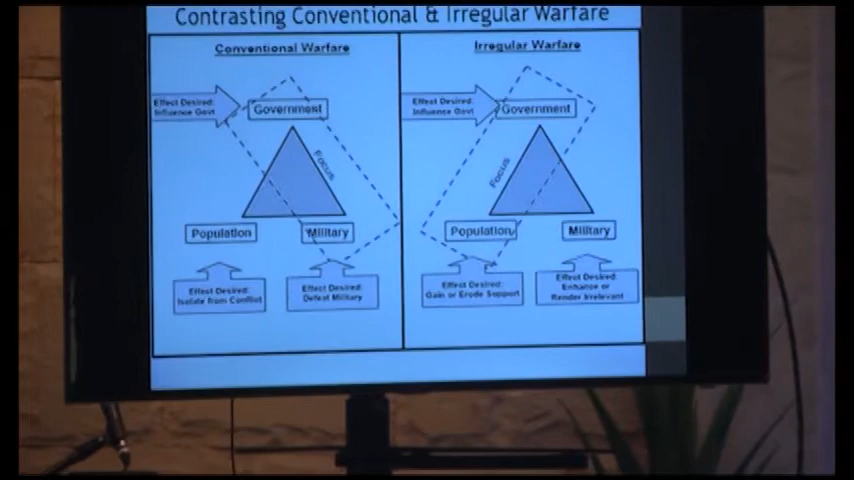 Contrasting Conventional & Irregular Warfare
Conventional Warfare
Effect Desired:
Influence Govt
Government
Focus
Population
Military
Effect Desired:
Isolate from Conflict
Effect Desired:
Defeat Military
Irregular Warfare
Effect Desired:
Influence Govt
Government
Focus
Population
Military
Effect Desired:
Gain or Erode Support
Effect Desired:
Enhance or
Render Irrelevant